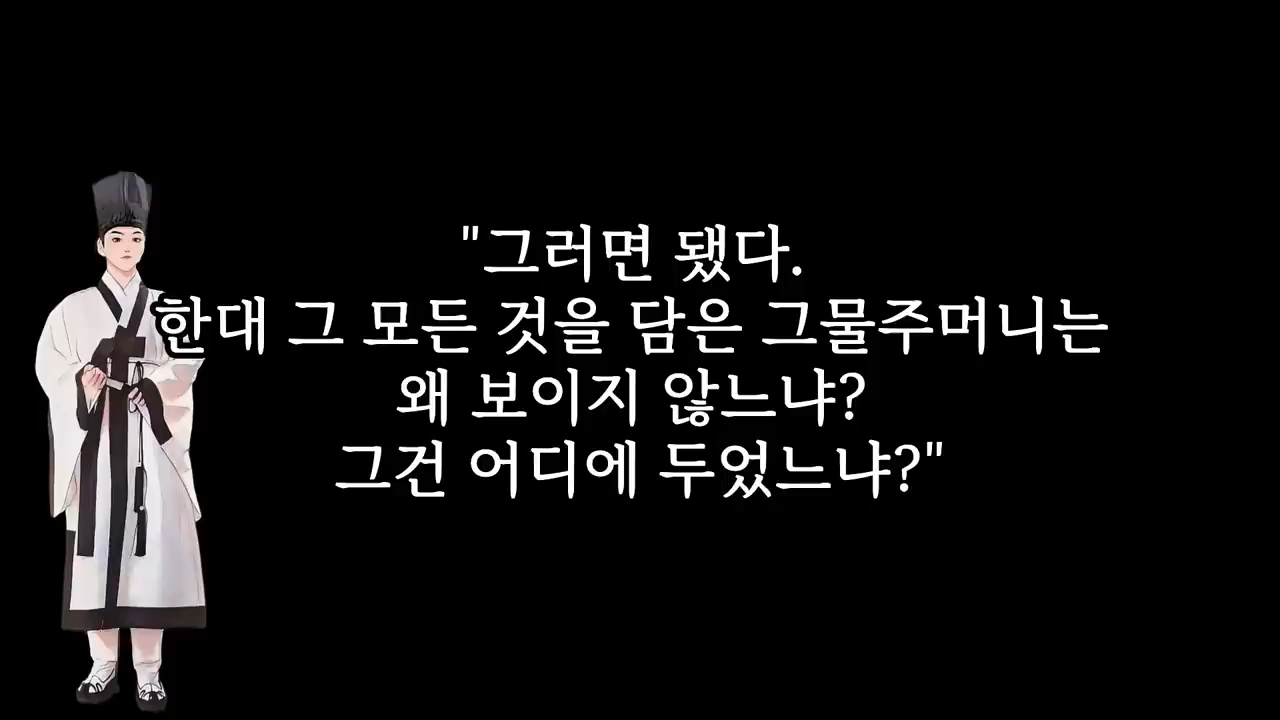 "그러면 됐다.
한대 그 모든 것을 담은 그물주머니는
왜 보이지 않느냐?
그건 어디에 두었느냐?"